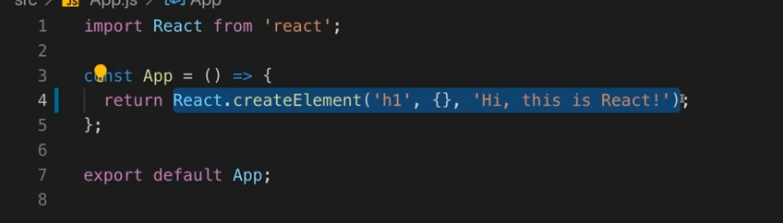 src > JS App.js > App
1 import React from 'react';
2
3 const App = () => {
4 return React.createElement('h1', {}, 'Hi, this is React!');
5 };
6
7 export default App;
8